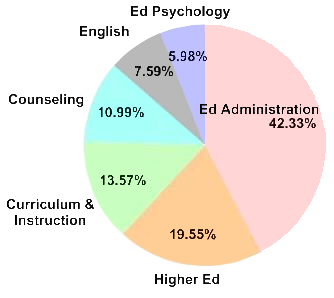 Ed Psychology
5.98%
English
7.59%
Counseling
10.99%
Ed Administration
42.33%
Curriculum &
Instruction
13.57%
19.55%
Higher Ed